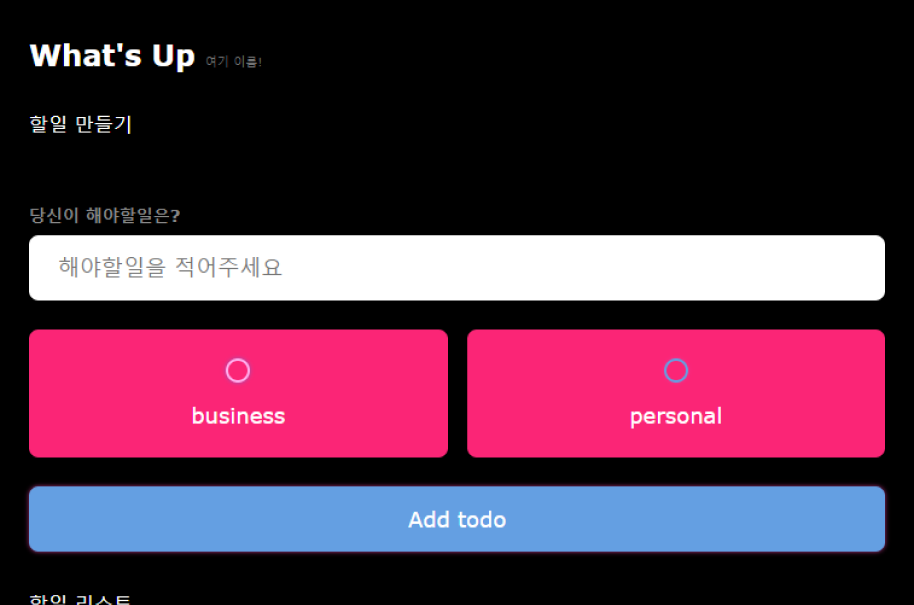 What's Up 여기 이름!
할일 만들기
당신이 해야할일은?
해야할일을 적어주세요
business personal
Add todo
할일 리스트